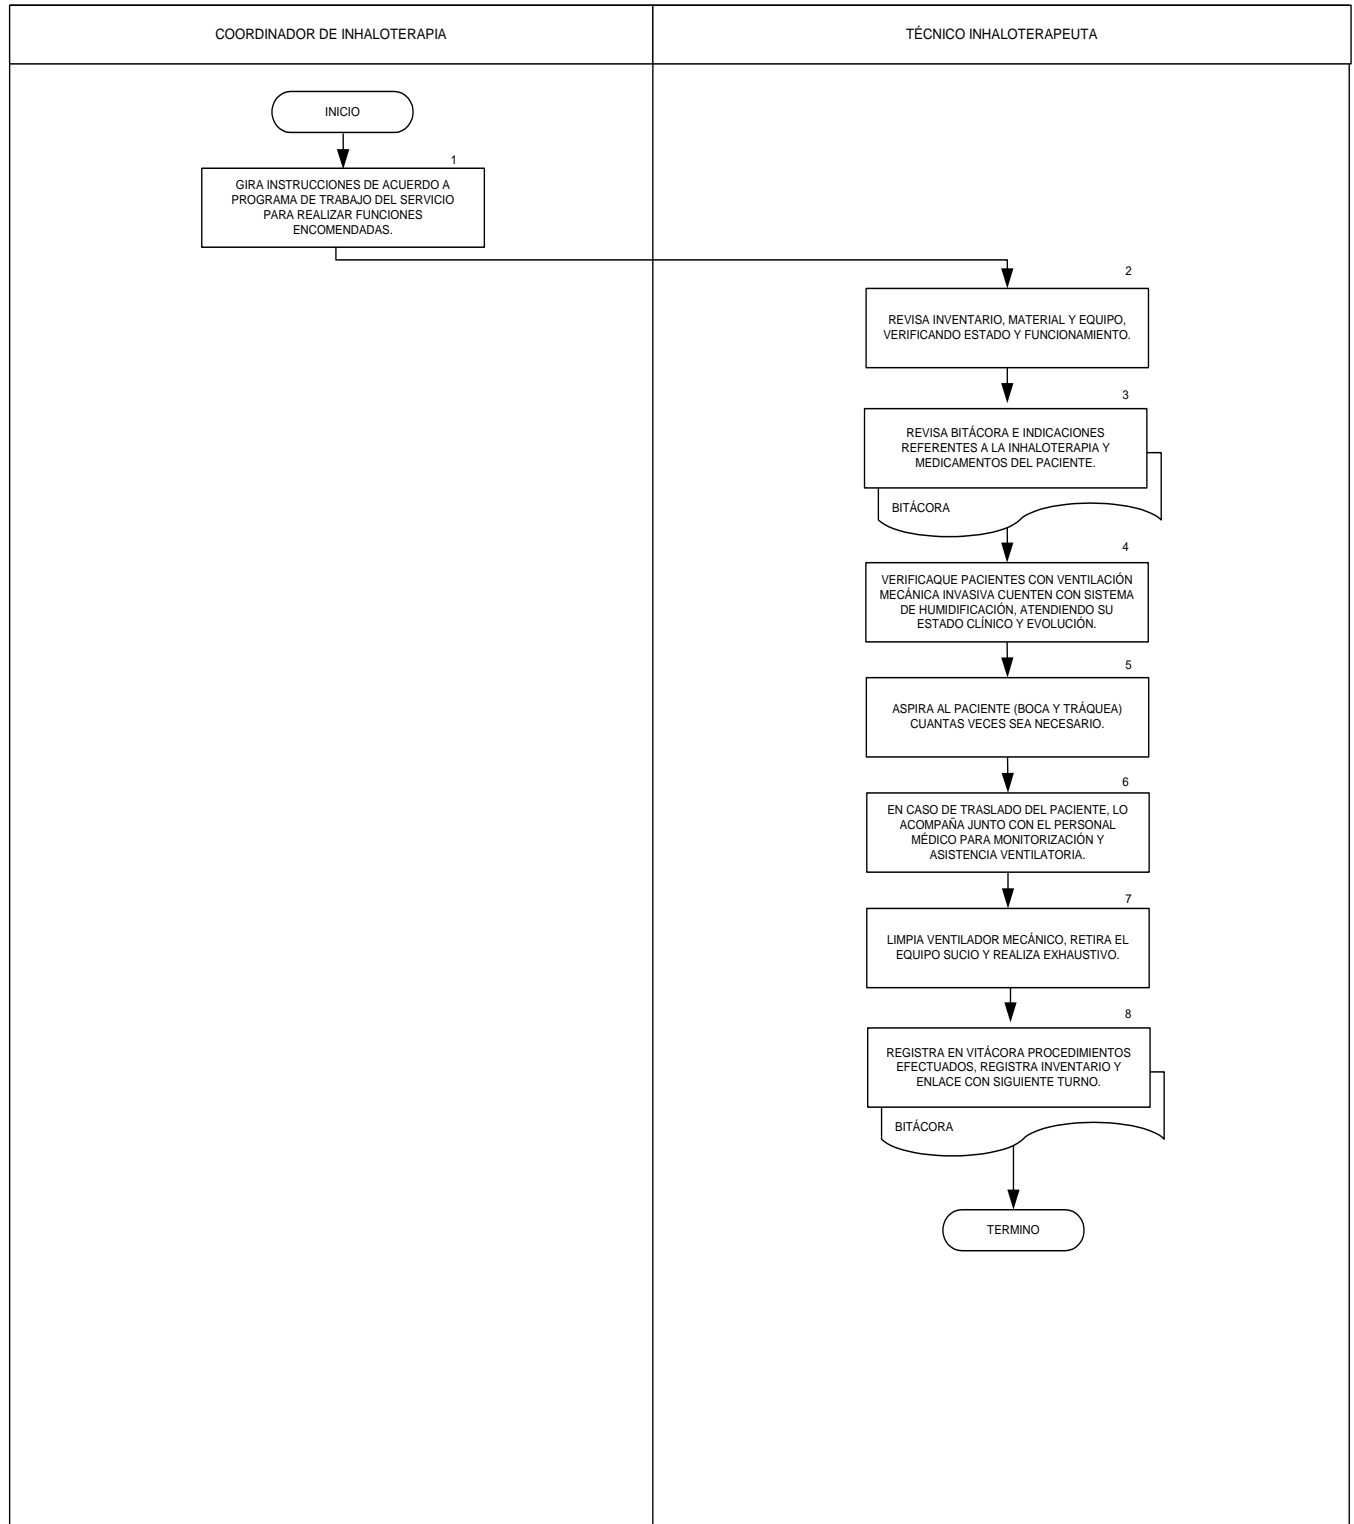 COORDINADOR DE INHALOTERAPIA
TÉCNICO INHALOTERAPEUTA
INICIO
1
GIRA INSTRUCCIONES DE ACUERDO A
PROGRAMA DE TRABAJO DEL SERVICIO
PARA REALIZAR FUNCIONES
ENCOMENDADAS.
2
REVISA INVENTARIO, MATERIAL Y EQUIPO,
VERIFICANDO ESTADO Y FUNCIONAMIENTO.
3
REVISA BITÁCORA E INDICACIONES
REFERENTES A LA INHALOTERAPIA Y
MEDICAMENTOS DEL PACIENTE.
BITÁCORA
4
VERIFICAQUE PACIENTES CON VENTILACIÓN
MECÁNICA INVASIVA CUENTEN CON SISTEMA
DE HUMIDIFICACIÓN, ATENDIENDO SU
ESTADO CLÍNICO Y EVOLUCIÓN.
5
ASPIRA AL PACIENTE (BOCA Y TRÁQUEA)
CUANTAS VECES SEA NECESARIO.
6
EN CASO DE TRASLADO DEL PACIENTE, LO
ACOMPAÑA JUNTO CON EL PERSONAL
MÉDICO PARA MONITORIZACIÓN Y
ASISTENCIA VENTILATORIA.
7
LIMPIA VENTILADOR MECÁNICO, RETIRA EL
EQUIPO SUCIO Y REALIZA EXHAUSTIVO.
8
REGISTRA EN VITÁCORA PROCEDIMIENTOS
EFECTUADOS, REGISTRA INVENTARIO Y
ENLACE CON SIGUIENTE TURNO.
BITÁCORA
TERMINO